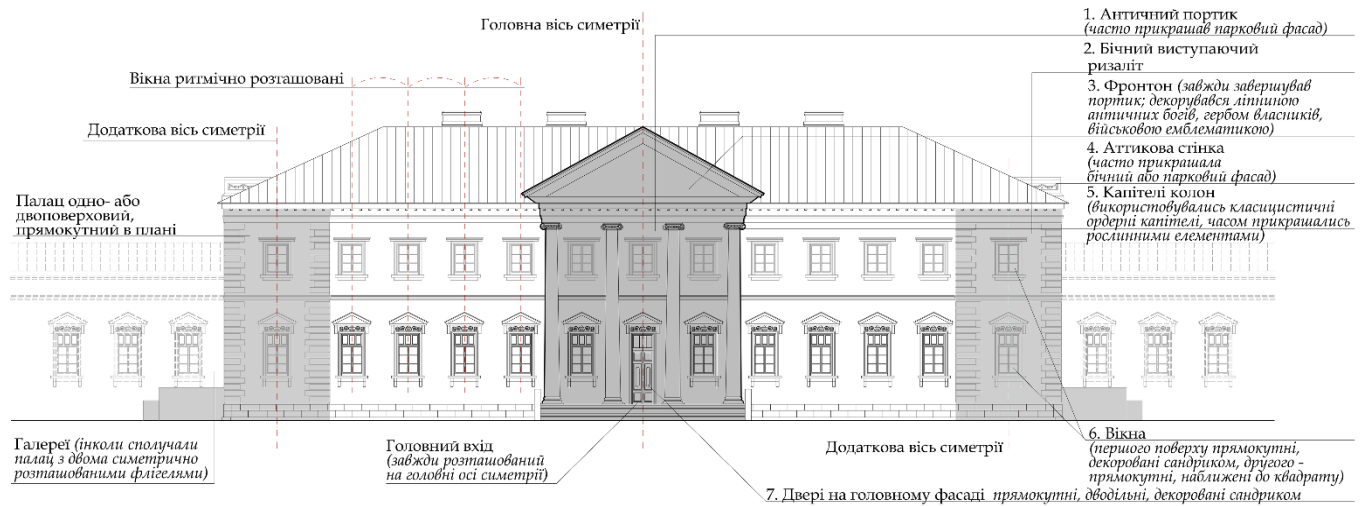 Головна вісь симетрії
Вікна ритмічно розташовані
Додаткова вісь симетрії
Палац одно- або
двоповерховий,
прямокутний в плані
1. Античний портик
(часто прикрашав парковий фасад)
2. Бічний виступаючий
ризаліт
3. Фронтон (завжди завершував
портик; декорувався ліпниною
античних богів, гербом власників,
військовою емблематикою)
4. Аттикова стінка
(часто прикрашала
бічний або парковий фасад)
5. Капітелі колон
(використовувались класицистичні
ордерні капітелі, часом прикрашались
рослинними елементами)
Галереї (інколи сполучали
палац з двома симетрично
розташованими флігелями)
Головний вхід
(завжди розташований
на головні осі симетрії)
Додаткова вісь симетрії
6. Вікна
(першого поверху прямокутні,
декоровані сандриком, другого -
прямокутні, наближені до квадрату)
7. Двері на головному фасаді прямокутні, дводільні, декоровані сандриком